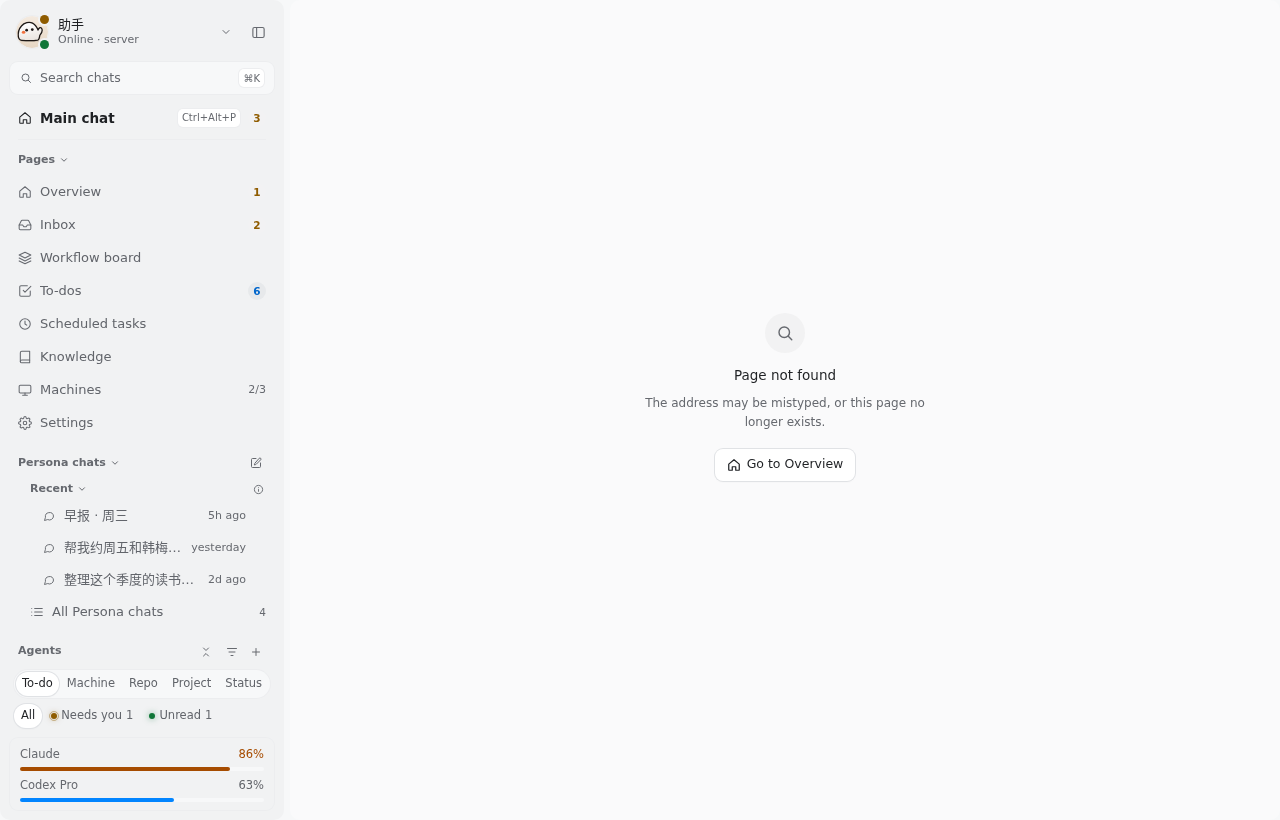 助手
Online · server
Search chats ⌘K
Main chat Ctrl+Alt+P 3
Pages
Overview 1
Inbox 2
Workflow board
To-dos 6
Scheduled tasks
Knowledge
Machines 2/3
Settings
Persona chats
Recent
早报 · 周三 5h ago
帮我约周五和韩梅… yesterday
整理这个季度的读书… 2d ago
All Persona chats 4
Agents
To-do Machine Repo Project Status
All Needs you 1 Unread 1
Claude 86%
Codex Pro 63%
Page not found
The address may be mistyped, or this page no
longer exists.
Go to Overview